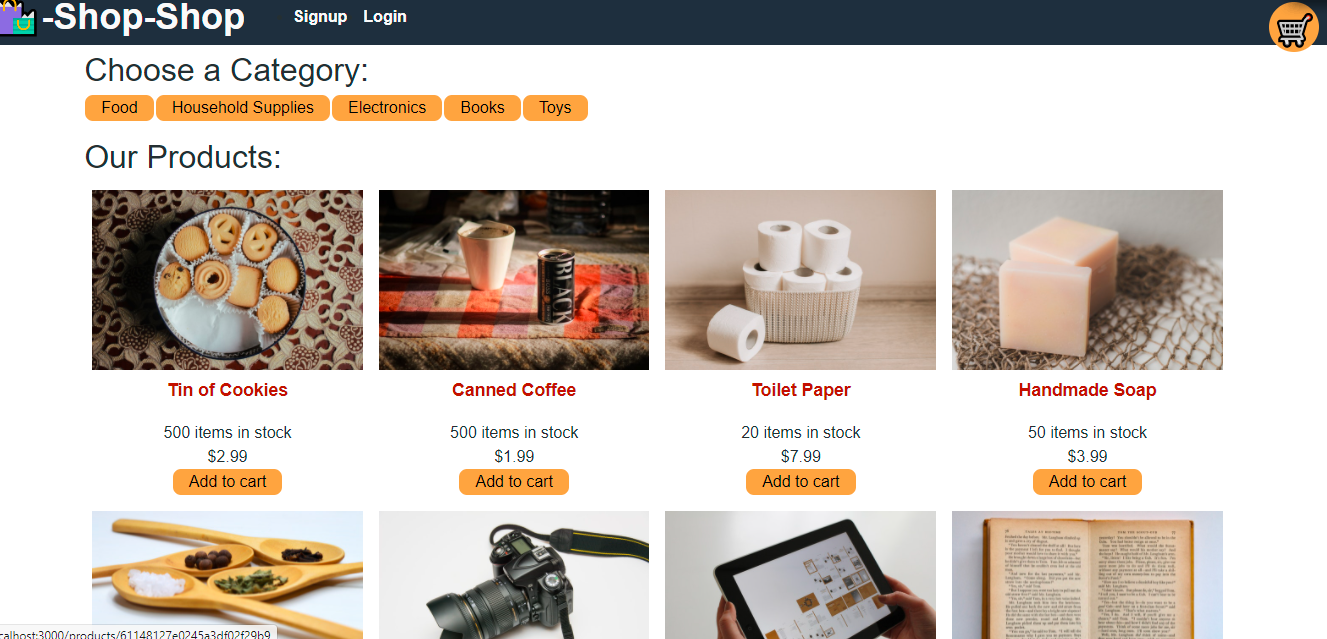 -Shop-Shop
Signup Login
Choose a Category:
Food Household Supplies Electronics Books Toys
Our Products:
BLACK
Tin of Cookies Canned Coffee Toilet Paper Handmade Soap
500 items in stock 500 items in stock 20 items in stock 50 items in stock
$2.99 $1.99 $7.99 $3.99
Add to cart Add to cart Add to cart Add to cart
calhost:3000/products/61148127e0245a3df02f29b9